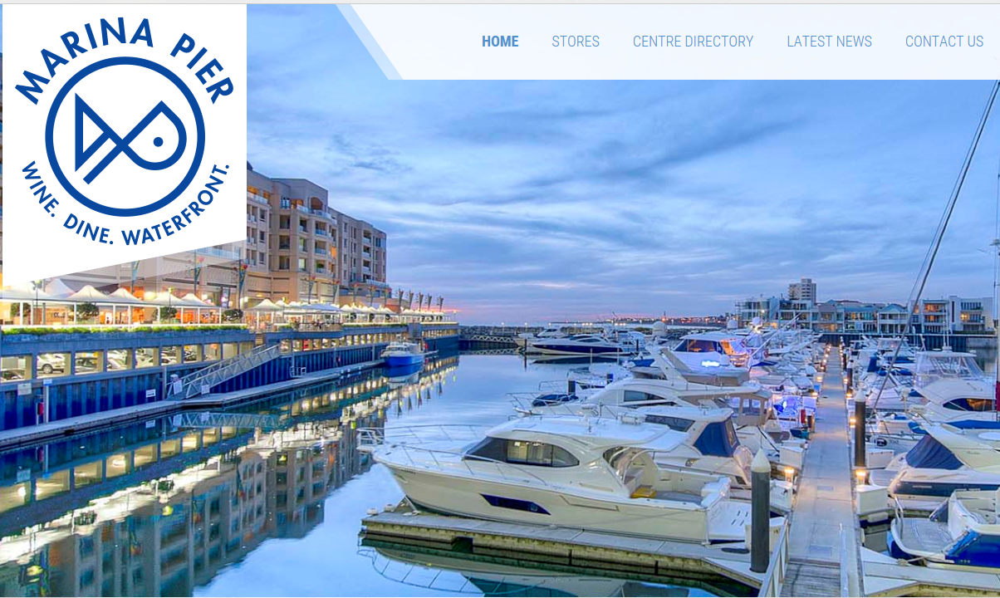 MARINA PIER
WINE. DINE. WATERFRONT.
HOME STORES CENTRE DIRECTORY LATEST NEWS CONTACT US